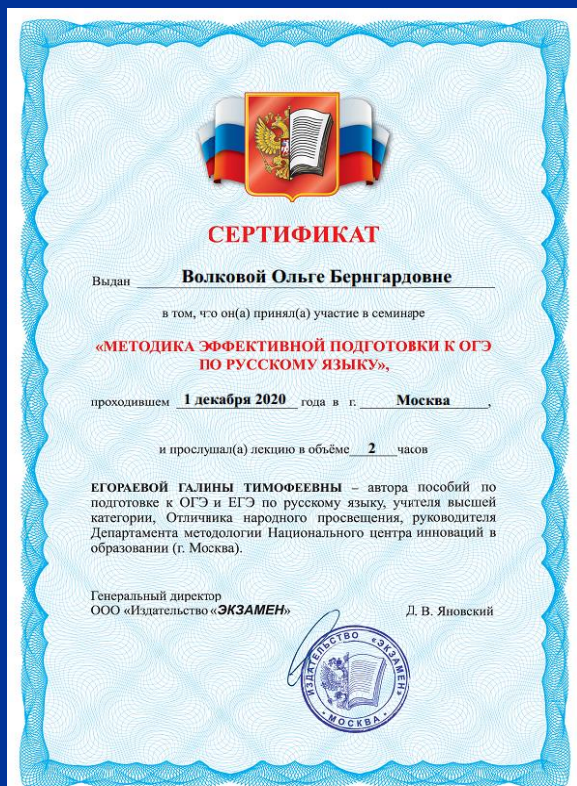 СЕРТИФИКАТ
Выдан Волковой Ольге Бернгардовне
в том, что он(а) принял(а) участие в семинаре
«МЕТОДИКА ЭФФЕКТИВНОЙ ПОДГОТОВКИ К ОГЭ
ПО РУССКОМУ ЯЗЫКУ»,
проходившем 1 декабря 2020 года в г. Москва,
и прослушал(а) лекцию в объёме 2 часов
ЕГОРАЕВОЙ ГАЛИНЫ ТИМОФЕЕВНЫ – автора пособий по
подготовке к ОГЭ и ЕГЭ по русскому языку, учителя высшей
категории, Отличника народного просвещения, руководителя
Департамента методологии Национального центра инноваций в
образовании (г. Москва).
Генеральный директор
ООО «Издательство «ЭКЗАМЕН» Д. В. Яновский
ИЗДАТЕЛЬСТВО «ЭКЗАМЕН»
МОСКВА